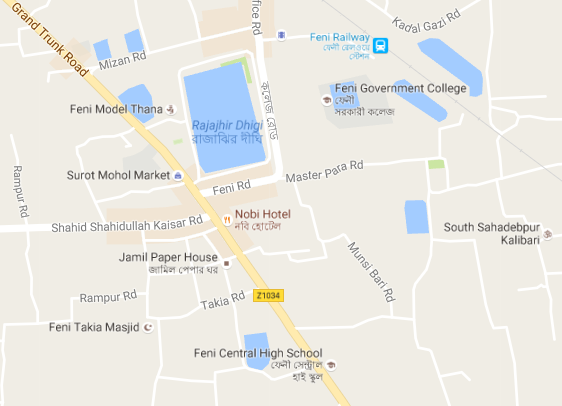 Grand Trunk Road
ffice Rd
Kadal Gazi Rd
Mizan Rd
Feni Railway
ফেনী রেলওয়ে
স্টেশন
কলেজ রোড
Feni Government College
ফেনী
সরকারী কলেজ
Feni Model Thana
Rajajhir Dhigi
রাজাঝির দীঘি
Surot Mohol Market
Feni Rd
Master Para Rd
Rampur Rd
Shahid Shahidullah Kaisar Rd
Nobi Hotel
নবি হোটেল
South Sahadebpur
Kalibari
Jamil Paper House
জামিল পেপার ঘর
Munsi Bari Rd
Rampur Rd
Takia Rd
Z1034
Feni Takia Masjid
Feni Central High School
ফেনী সেন্ট্রাল
হাই স্কুল